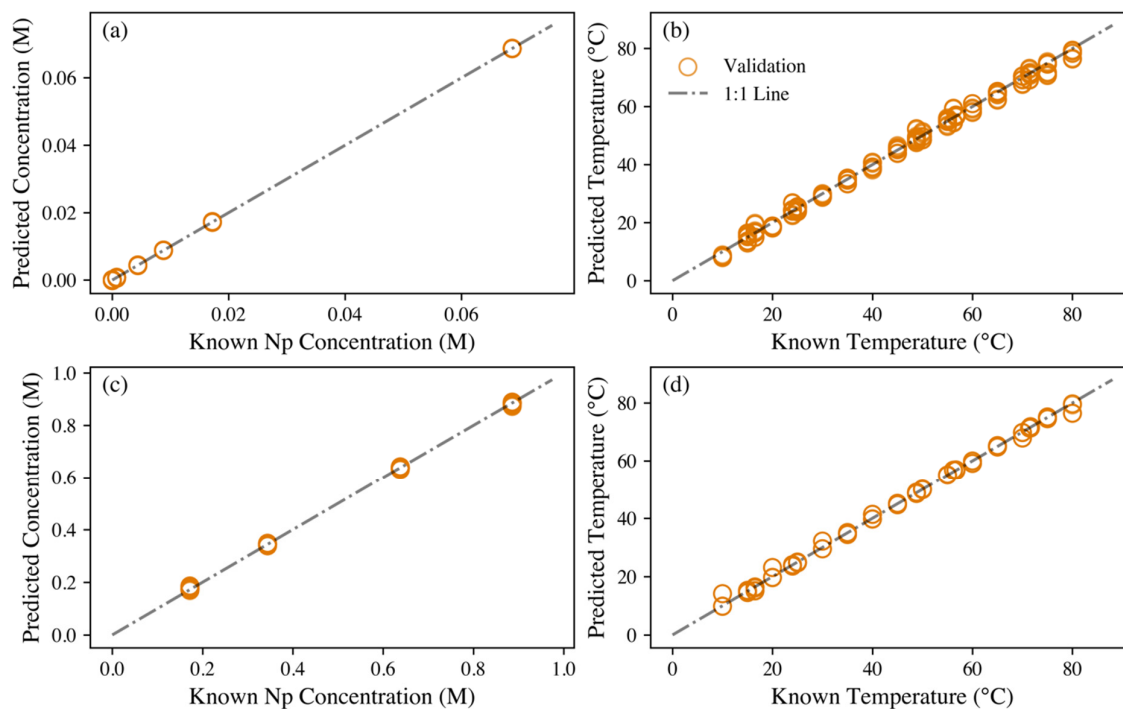 (a)
Predicted Concentration (M)
0.06
0.04
0.02
0.00
0.00 0.02 0.04 0.06
Known Np Concentration (M)
(b)
Validation
1:1 Line
Predicted Temperature (°C)
80
60
40
20
0
0 20 40 60 80
Known Temperature (°C)
(c)
Predicted Concentration (M)
1.0
0.8
0.6
0.4
0.2
0.0
0.0 0.2 0.4 0.6 0.8 1.0
Known Np Concentration (M)
(d)
Predicted Temperature (°C)
80
60
40
20
0
0 20 40 60 80
Known Temperature (°C)